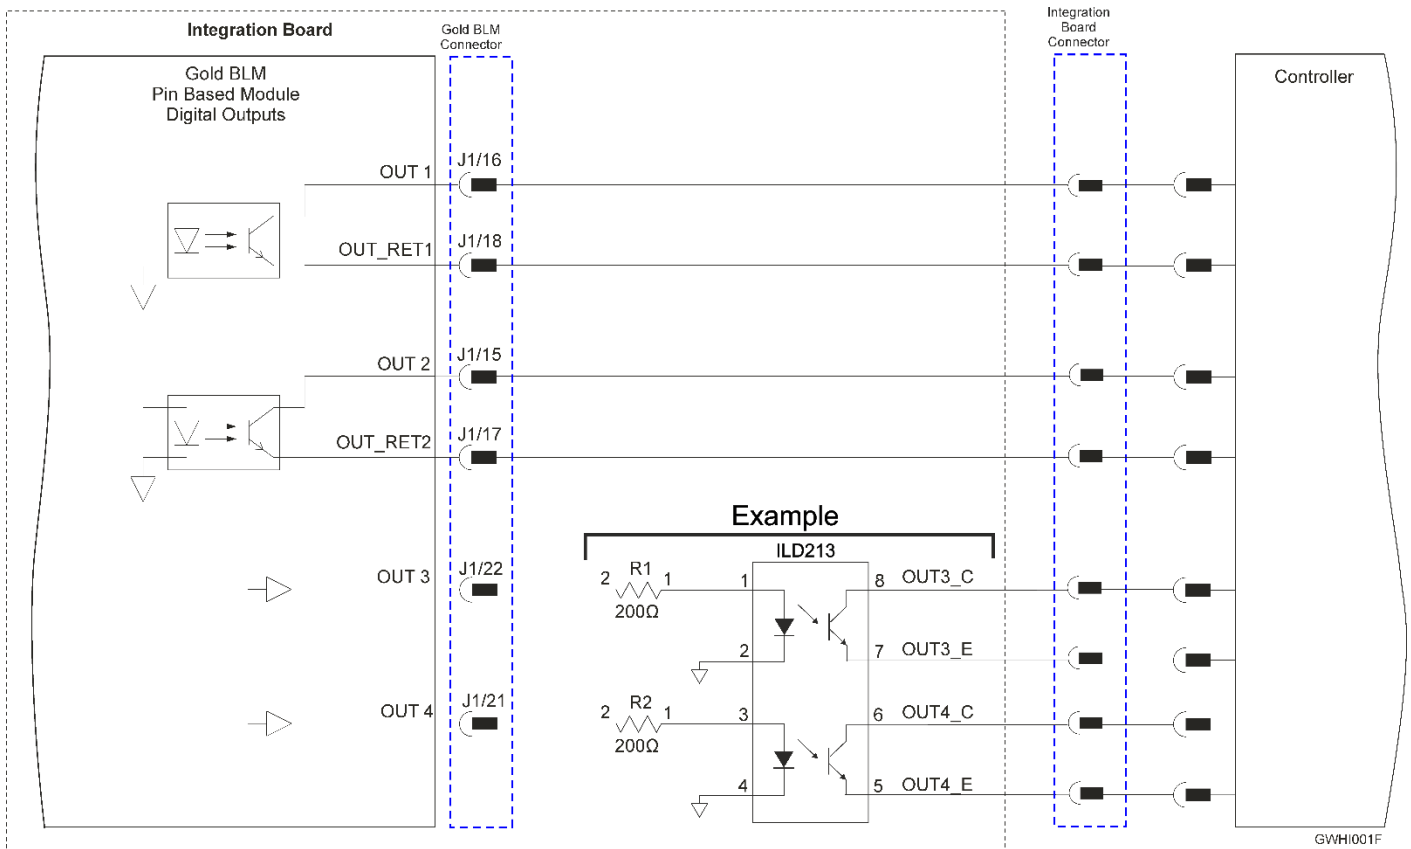 Integration Board
Gold BLM
Connector
Integration
Board
Connector
Gold BLM
Pin Based Module
Digital Outputs
Controller
OUT 1
J1/16
OUT_RET1
J1/18
OUT 2
J1/15
OUT_RET2
J1/17
Example
ILD213
OUT 3
J1/22
2 R1 1
200Ω
1
8 OUT3_C
2
7 OUT3_E
OUT 4
J1/21
2 R2 1
200Ω
3
6 OUT4_C
4
5 OUT4_E
GWHI001F